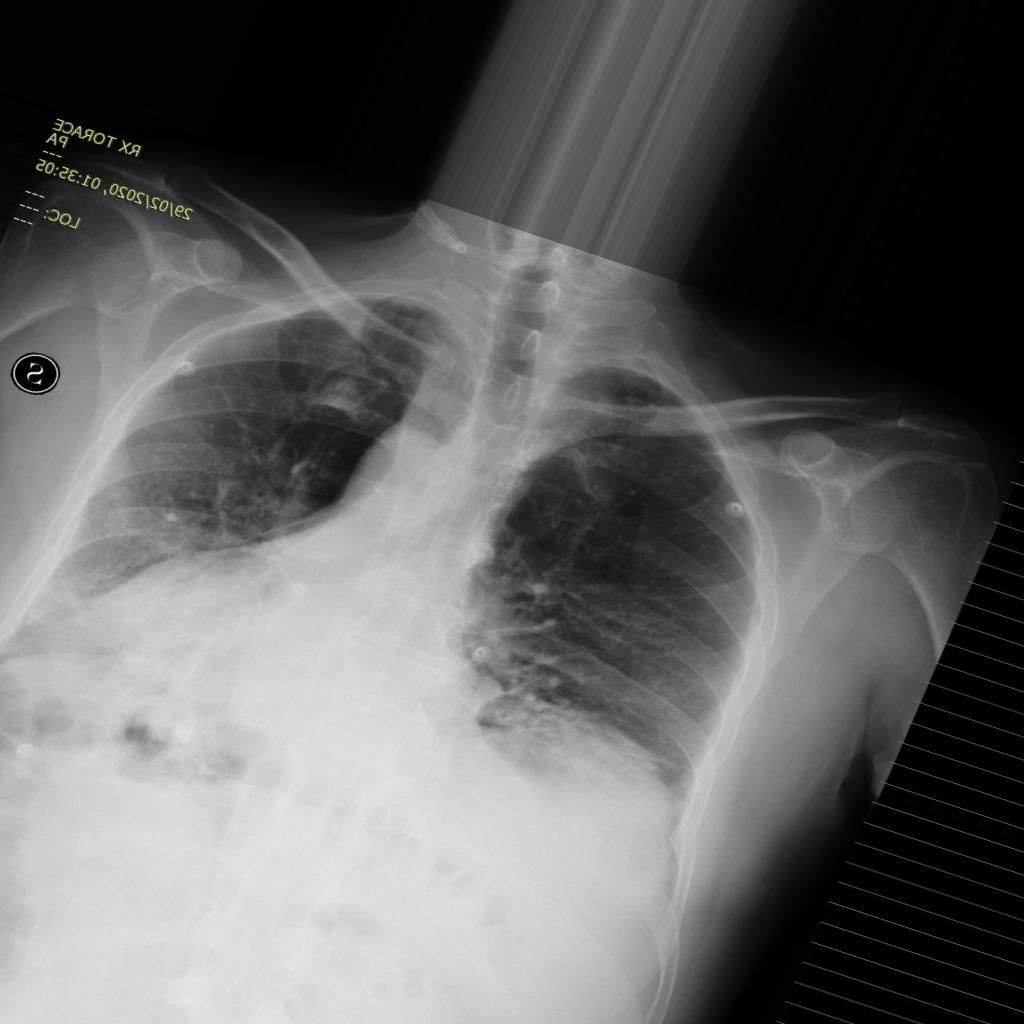 RX TORACE
PA
---
29/02/2020, 01:35:05
---
LOC: ---
---
S